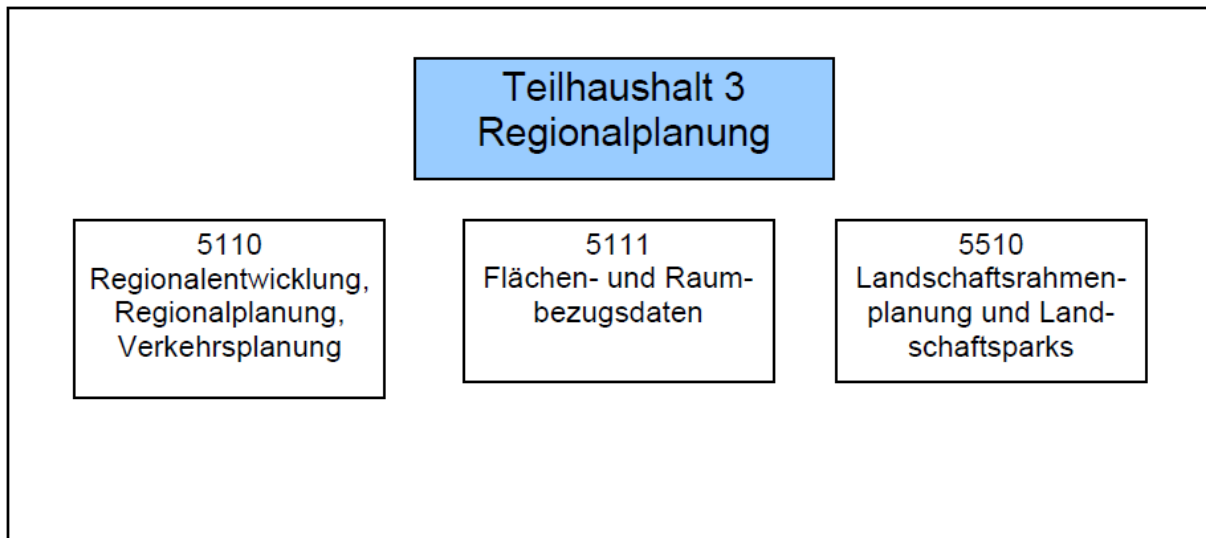 Teilhaushalt 3
Regionalplanung
5110
Regionalentwicklung,
Regionalplanung,
Verkehrsplanung
5111
Flächen- und Raum-
bezugsdaten
5510
Landschaftsrahmen-
planung und Land-
schaftsparks